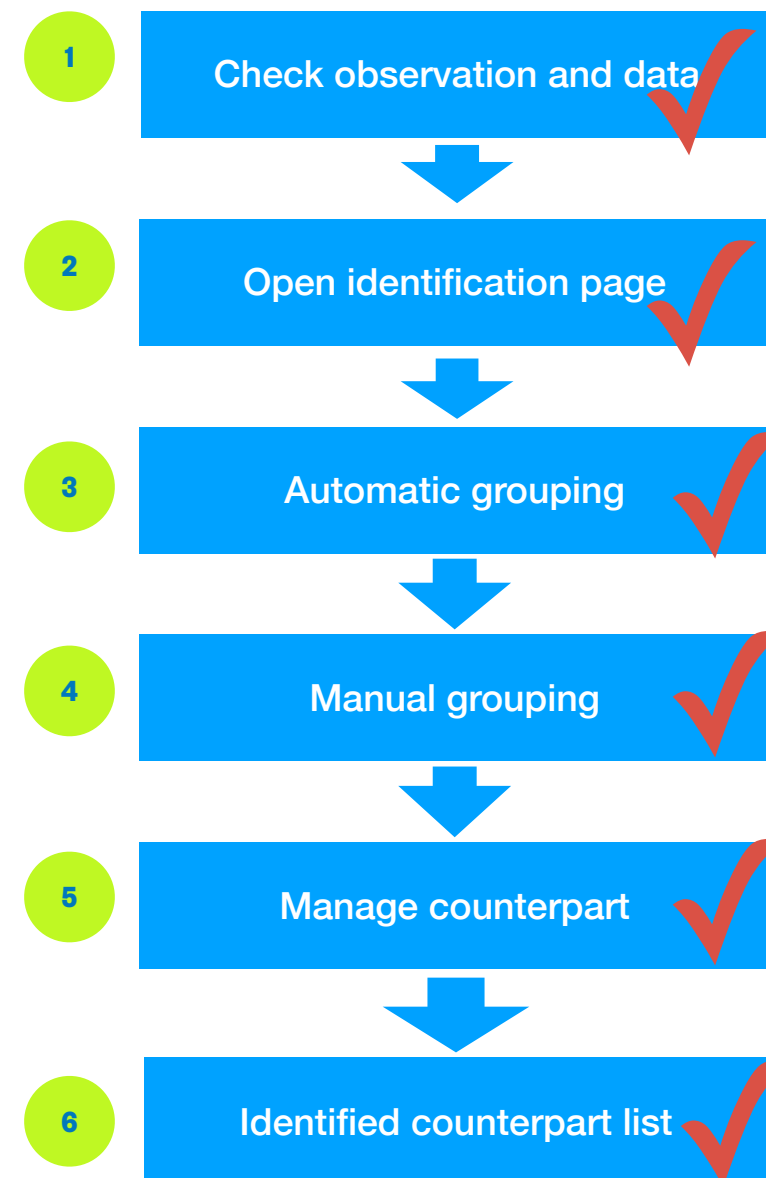 1
Check observation and data
2
Open identification page
3
Automatic grouping
4
Manual grouping
5
Manage counterpart
6
Identified counterpart list